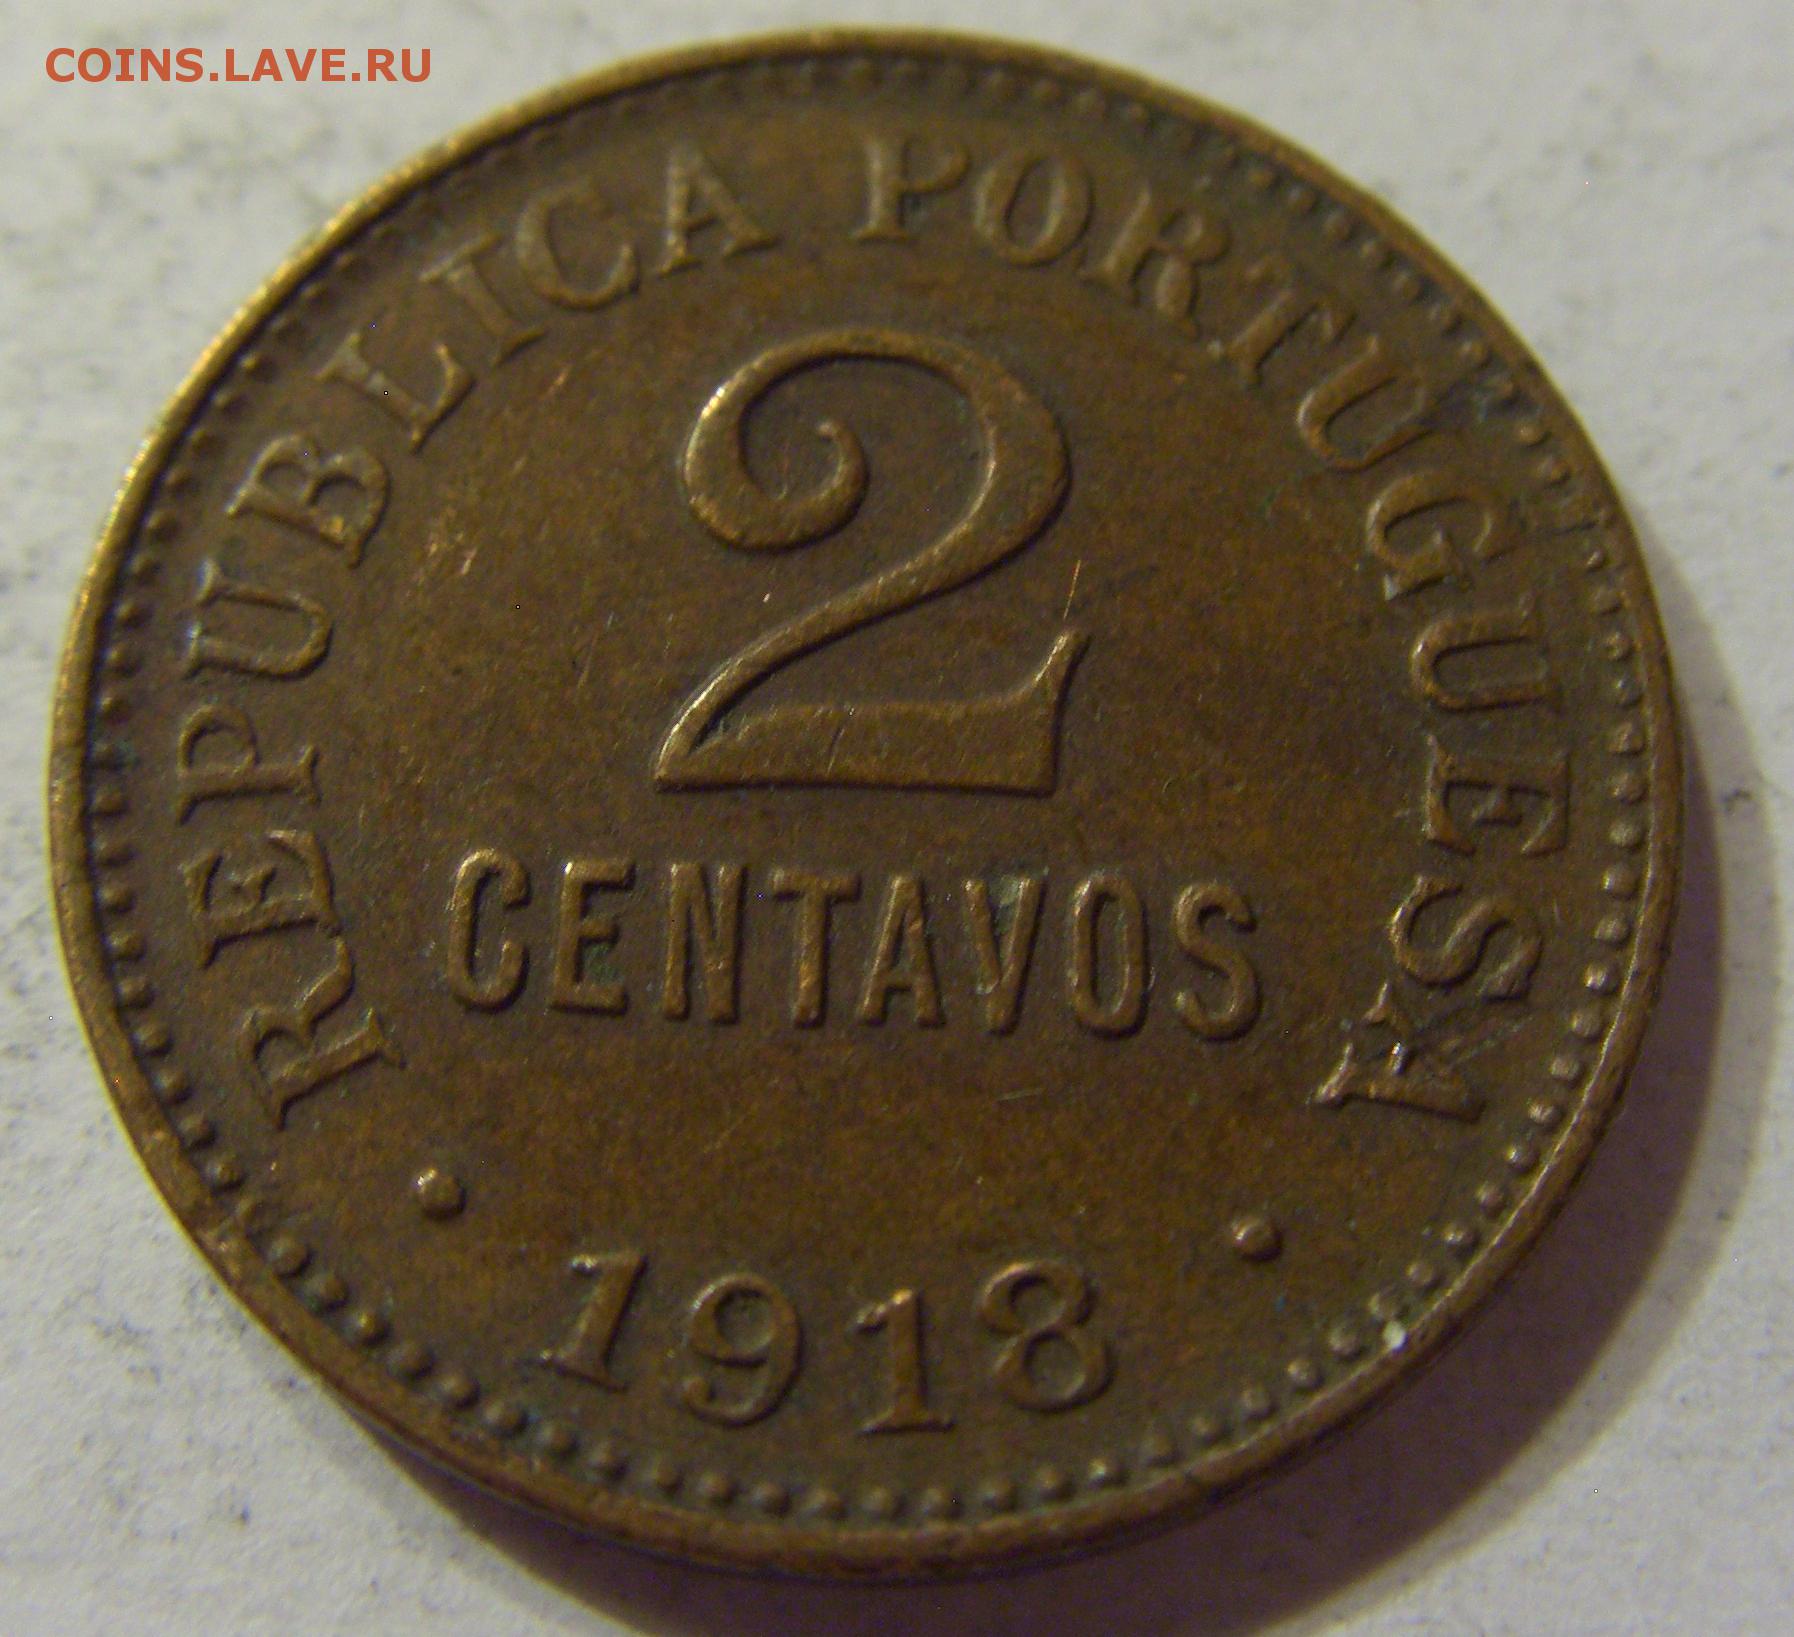 COINS.LAVE.RU
REPUBLICA PORTUGUESA
2
CENTAVOS
• 1918 •